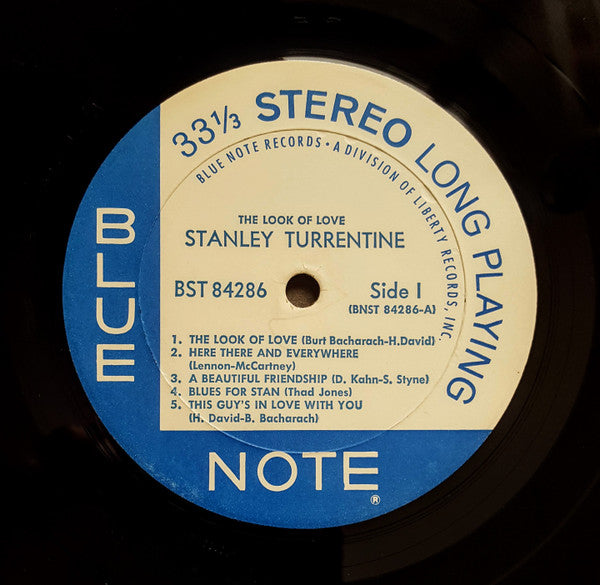 33⅓ STEREO LONG PLAYING
BLUE NOTE RECORDS • A DIVISION OF LIBERTY RECORDS, INC.
THE LOOK OF LOVE
STANLEY TURRENTINE
BST 84286
Side I
(BNST 84286-A)
1. THE LOOK OF LOVE (Burt Bacharach-H.David)
2. HERE THERE AND EVERYWHERE
(Lennon-McCartney)
3. A BEAUTIFUL FRIENDSHIP (D. Kahn-S. Styne)
4. BLUES FOR STAN (Thad Jones)
5. THIS GUY'S IN LOVE WITH YOU
(H. David-B. Bacharach)
BLUE
NOTE®